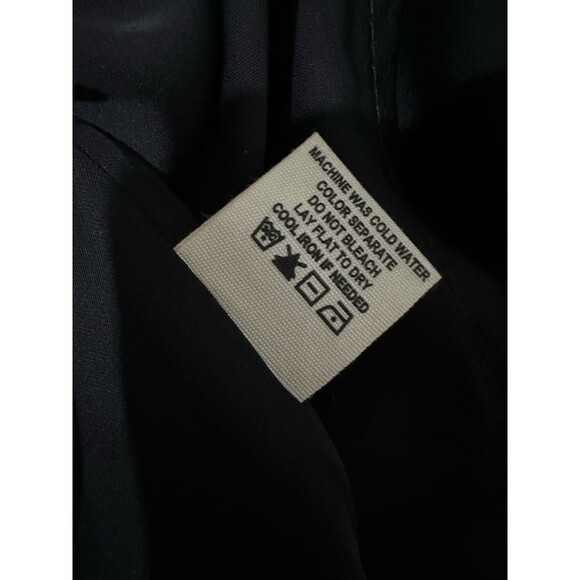 MACHINE WAS COLD WATER
COLOR SEPARATE
DO NOT BLEACH
LAY FLAT TO DRY
COOL IRON IF NEEDED